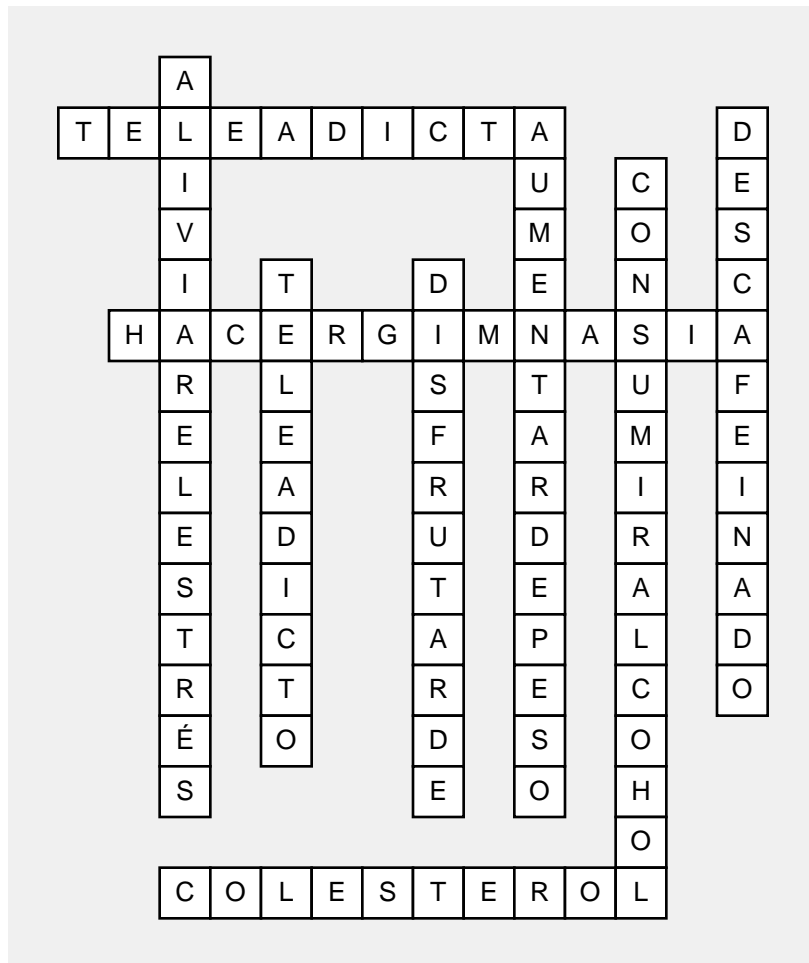 ALIVIARELESTRÉS
TELEADICTA
AUMENTARDEPESO
DESCAFEINADO
CONSUMIRALCOHOL
TELEADICTO
DISFRUTARDE
HACERGIMNASIA
COLESTEROL